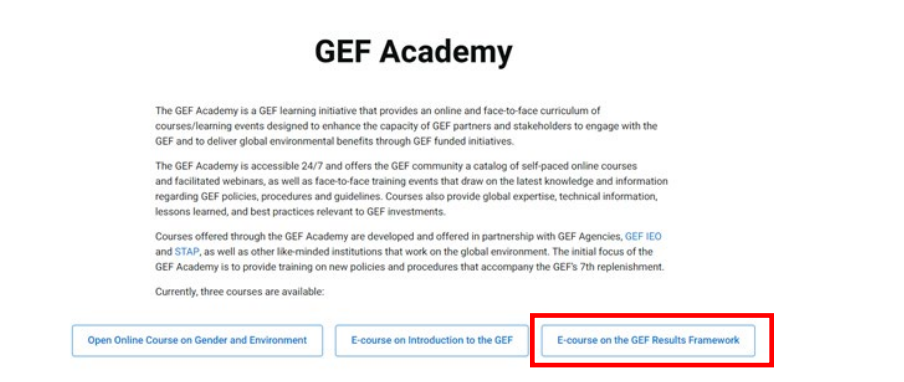 GEF Academy
The GEF Academy is a GEF learning initiative that provides an online and face-to-face curriculum of
courses/learning events designed to enhance the capacity of GEF partners and stakeholders to engage with the
GEF and to deliver global environmental benefits through GEF funded initiatives.
The GEF Academy is accessible 24/7 and offers the GEF community a catalog of self-paced online courses
and facilitated webinars, as well as face-to-face training events that draw on the latest knowledge and information
regarding GEF policies, procedures and guidelines. Courses also provide global expertise, technical information,
lessons learned, and best practices relevant to GEF investments.
Courses offered through the GEF Academy are developed and offered in partnership with GEF Agencies, GEF IEO
and STAP, as well as other like-minded institutions that work on the global environment. The initial focus of the
GEF Academy is to provide training on new policies and procedures that accompany the GEF's 7th replenishment.
Currently, three courses are available:
Open Online Course on Gender and Environment E-course on Introduction to the GEF E-course on the GEF Results Framework